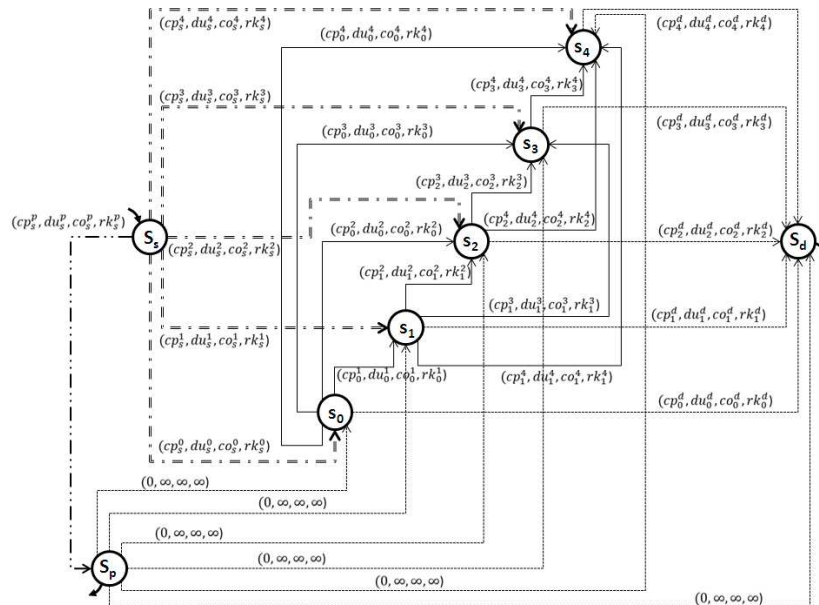 (cp_s^4, du_s^4, co_s^4, rk_s^4)
(cp_4^d, du_4^d, co_4^d, rk_4^d)
(cp_0^4, du_0^4, co_0^4, rk_0^4)
S_4
(cp_3^4, du_3^4, co_3^4, rk_3^4)
(cp_s^3, du_s^3, co_s^3, rk_s^3)
(cp_3^d, du_3^d, co_3^d, rk_3^d)
(cp_0^3, du_0^3, co_0^3, rk_0^3)
S_3
(cp_2^3, du_2^3, co_2^3, rk_2^3)
(cp_s^p, du_s^p, co_s^p, rk_s^p)
S_s
(cp_s^2, du_s^2, co_s^2, rk_s^2)
(cp_0^2, du_0^2, co_0^2, rk_0^2)
S_2
(cp_2^4, du_2^4, co_2^4, rk_2^4)
(cp_2^d, du_2^d, co_2^d, rk_2^d)
S_d
(cp_1^2, du_1^2, co_1^2, rk_1^2)
(cp_1^3, du_1^3, co_1^3, rk_1^3)
(cp_1^d, du_1^d, co_1^d, rk_1^d)
S_1
(cp_s^1, du_s^1, co_s^1, rk_s^1)
(cp_0^1, du_0^1, co_0^1, rk_0^1)
(cp_1^4, du_1^4, co_1^4, rk_1^4)
S_0
(cp_0^d, du_0^d, co_0^d, rk_0^d)
(cp_s^0, du_s^0, co_s^0, rk_s^0)
(0, ∞, ∞, ∞)
(0, ∞, ∞, ∞)
(0, ∞, ∞, ∞)
(0, ∞, ∞, ∞)
S_p
(0, ∞, ∞, ∞)
(0, ∞, ∞, ∞)